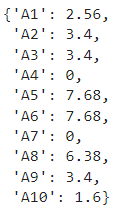 {'A1': 2.56,
'A2': 3.4,
'A3': 3.4,
'A4': 0,
'A5': 7.68,
'A6': 7.68,
'A7': 0,
'A8': 6.38,
'A9': 3.4,
'A10': 1.6}